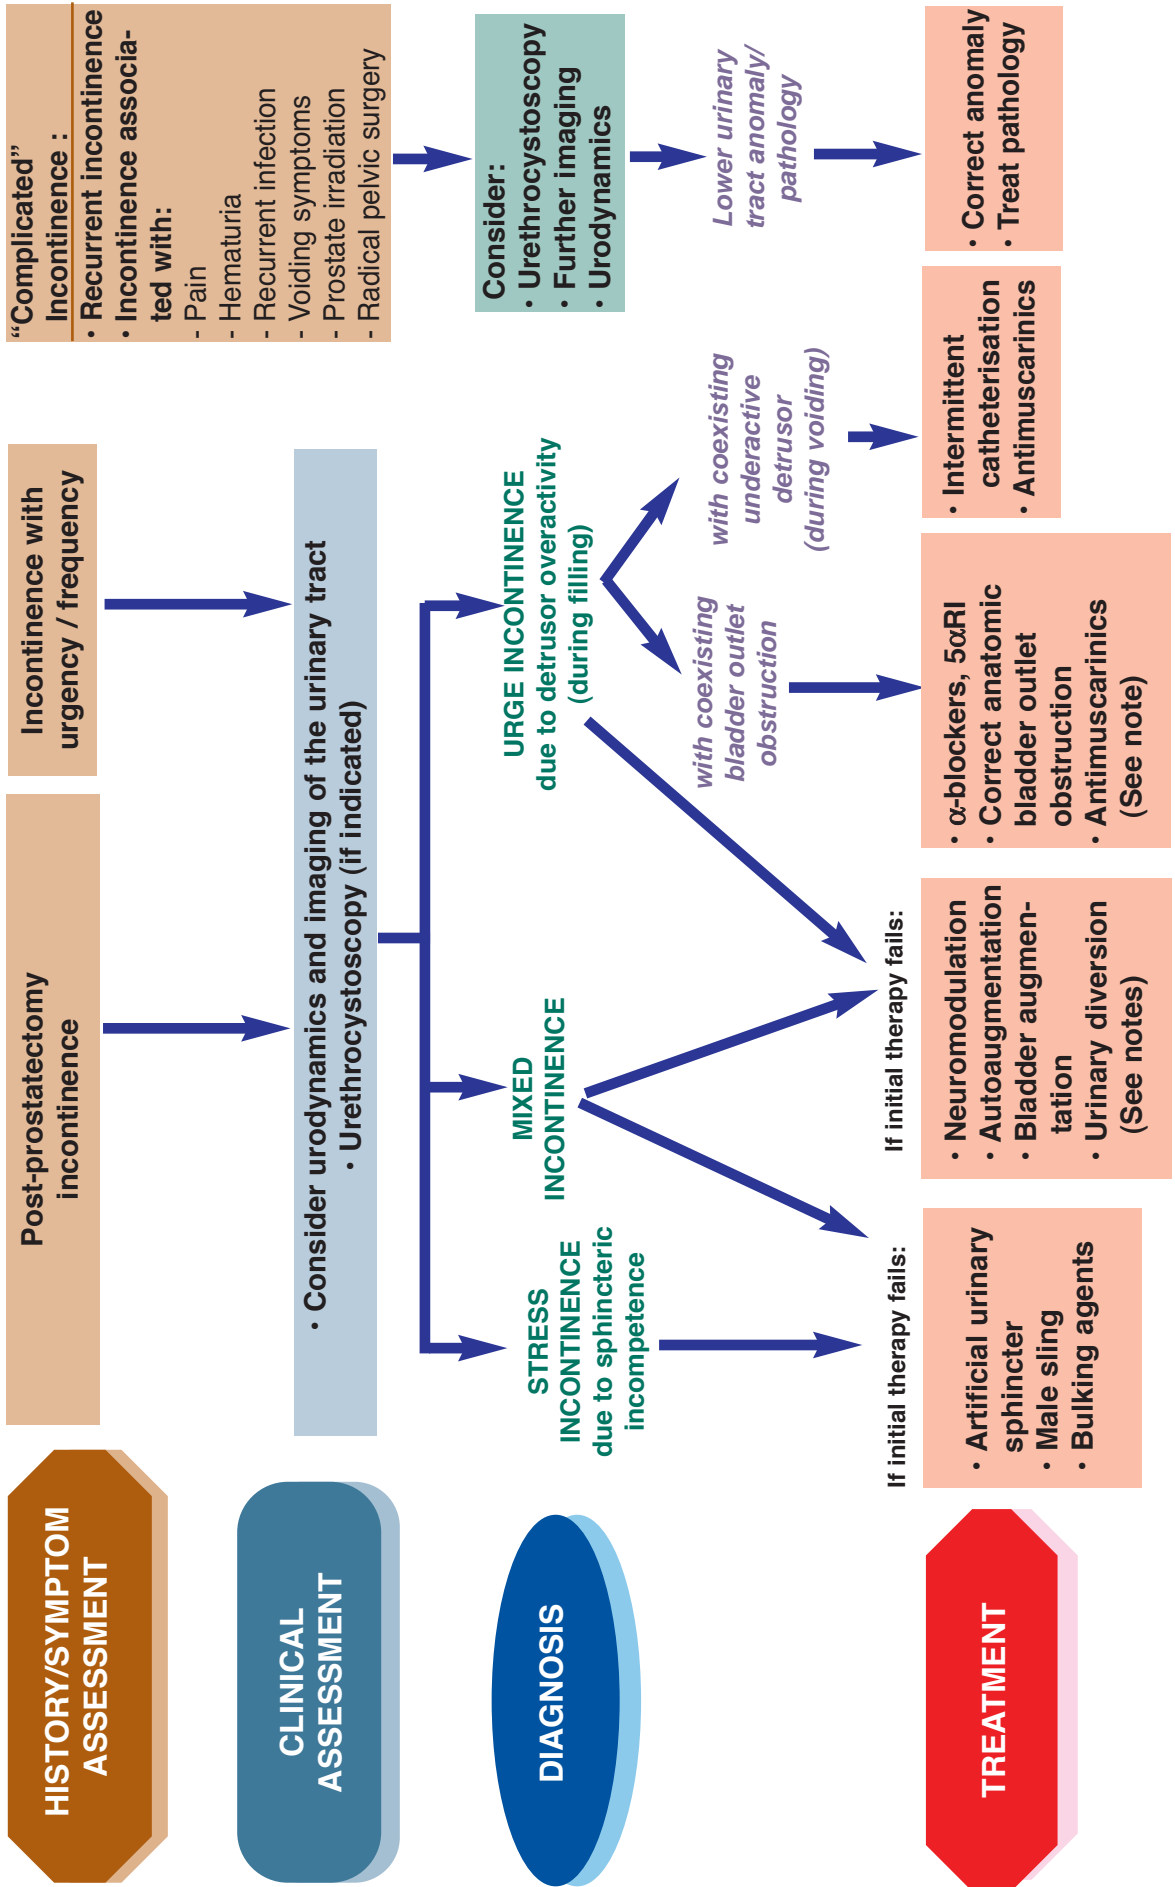 HISTORY/SYMPTOM
ASSESSMENT
Post-prostatectomy
incontinence
Incontinence with
urgency / frequency
“Complicated”
Incontinence :
• Recurrent incontinence
• Incontinence associa-
ted with:
- Pain
- Hematuria
- Recurrent infection
- Voiding symptoms
- Prostate irradiation
- Radical pelvic surgery
CLINICAL
ASSESSMENT
• Consider urodynamics and imaging of the urinary tract
• Urethrocystoscopy (if indicated)
Consider:
• Urethrocystoscopy
• Further imaging
• Urodynamics
DIAGNOSIS
STRESS
INCONTINENCE
due to sphincteric
incompetence
MIXED
INCONTINENCE
URGE INCONTINENCE
due to detrusor overactivity
(during filling)
with coexisting
bladder outlet
obstruction
with coexisting
underactive
detrusor
(during voiding)
Lower urinary
tract anomaly/
pathology
TREATMENT
If initial therapy fails:
• Artificial urinary
sphincter
• Male sling
• Bulking agents
If initial therapy fails:
• Neuromodulation
• Autoaugmentation
• Bladder augmen-
tation
• Urinary diversion
(See notes)
• α-blockers, 5αRI
• Correct anatomic
bladder outlet
obstruction
• Antimuscarinics
(See note)
• Intermittent
catheterisation
• Antimuscarinics
• Correct anomaly
• Treat pathology